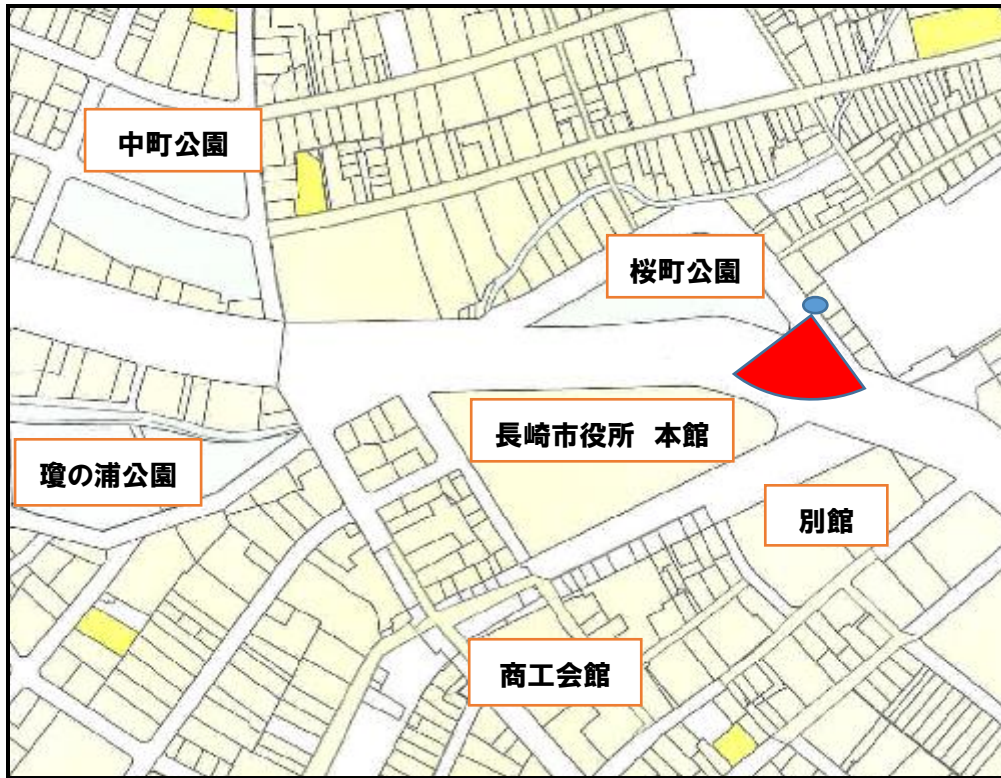 中町公園
桜町公園
長崎市役所 本館
瓊の浦公園
別館
商工会館